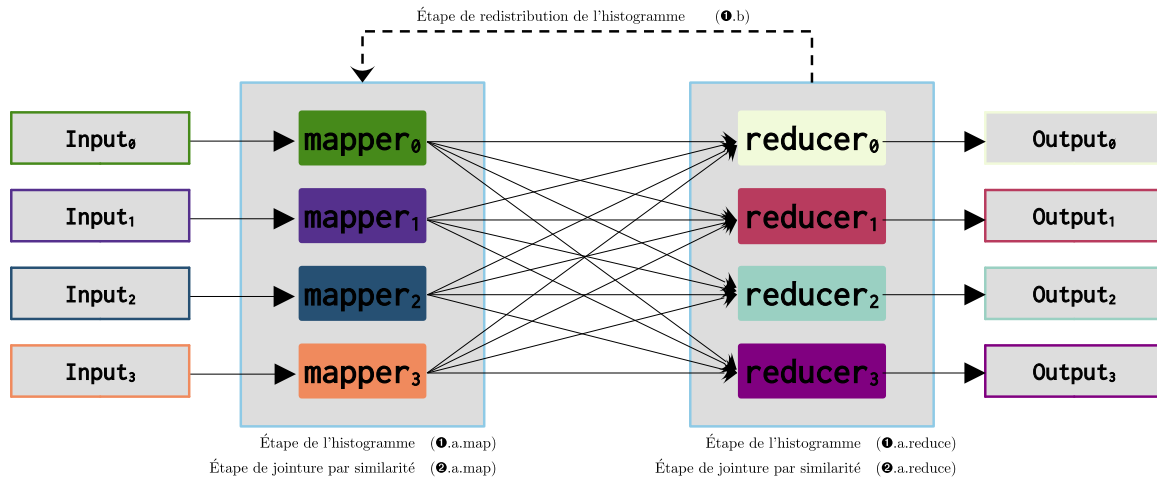 Étape de redistribution de l'histogramme (❶.b)
Input₀ mapper₀ reducer₀ Output₀
Input₁ mapper₁ reducer₁ Output₁
Input₂ mapper₂ reducer₂ Output₂
Input₃ mapper₃ reducer₃ Output₃
Étape de l'histogramme (❶.a.map) Étape de l'histogramme (❶.a.reduce)
Étape de jointure par similarité (❷.a.map) Étape de jointure par similarité (❷.a.reduce)